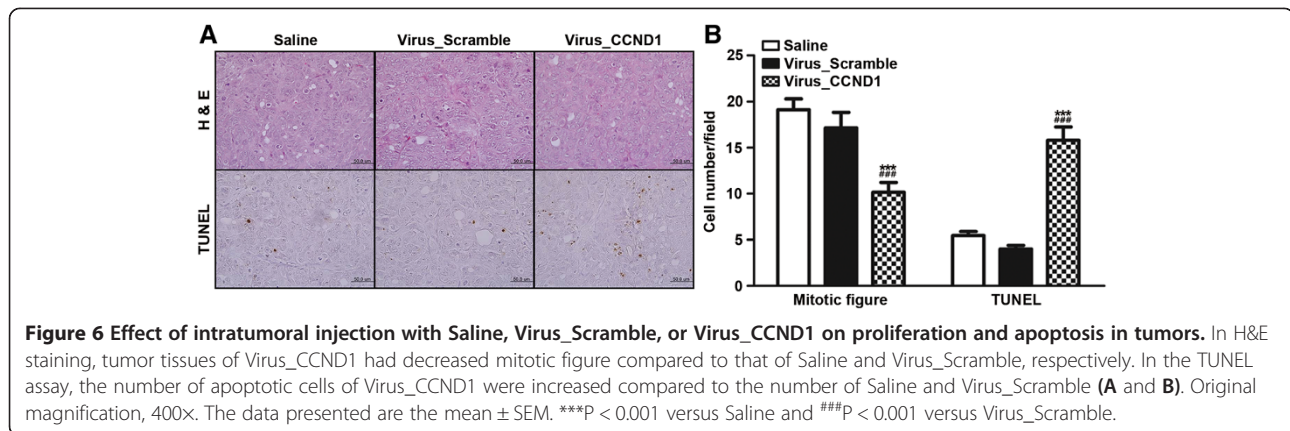 A
Saline Virus_Scramble Virus_CCND1
H & E
TUNEL
B
Saline
Virus_Scramble
Virus_CCND1
Cell number/field
25
20
15
10
5
0
***
###
***
###
Mitotic figure TUNEL
Figure 6 Effect of intratumoral injection with Saline, Virus_Scramble, or Virus_CCND1 on proliferation and apoptosis in tumors. In H&E
staining, tumor tissues of Virus_CCND1 had decreased mitotic figure compared to that of Saline and Virus_Scramble, respectively. In the TUNEL
assay, the number of apoptotic cells of Virus_CCND1 were increased compared to the number of Saline and Virus_Scramble (A and B). Original
magnification, 400×. The data presented are the mean ± SEM. ***P < 0.001 versus Saline and ###P < 0.001 versus Virus_Scramble.